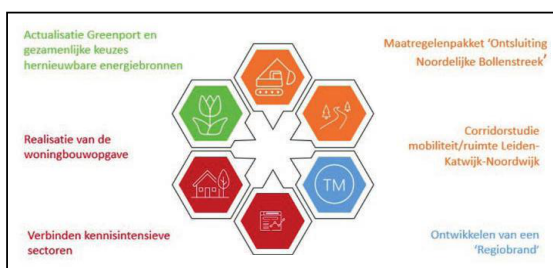 Actualisatie Greenport en
gezamenlijke keuzes
hernieuwbare energiebronnen
Maatregelenpakket ‘Ontsluiting
Noordelijke Bollenstreek’
Realisatie van de
woningbouwopgave
Corridorstudie
mobiliteit/ruimte Leiden-
Katwijk-Noordwijk
TM
Verbinden kennisintensieve
sectoren
Ontwikkelen van een
‘Regiobrand’